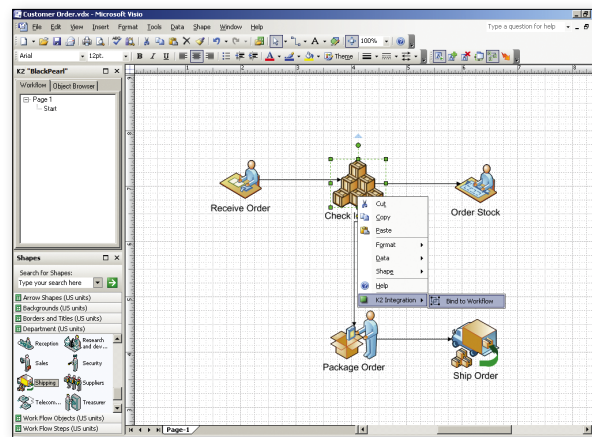 Customer Order.vdx - Microsoft Visio
File Edit View Insert Format Tools Data Shape Window Help
Type a question for help
100%
Arial 12pt. B I U Theme
K2 "BlackPearl"
Workflow Object Browser
Page 1
Start
Receive Order
Order Stock
Cut
Copy
Paste
Format
Data
Shape
Help
K2 Integration
Bind to Workflow
Package Order
Ship Order
Shapes
Search for Shapes:
Type your search here
Arrow Shapes (US units)
Backgrounds (US units)
Borders and Titles (US units)
Department (US units)
Reception Research and dev...
Sales Security
Shipping Suppliers
Telecom... Treasurer
Work Flow Objects (US units)
Work Flow Steps (US units)
Page-1